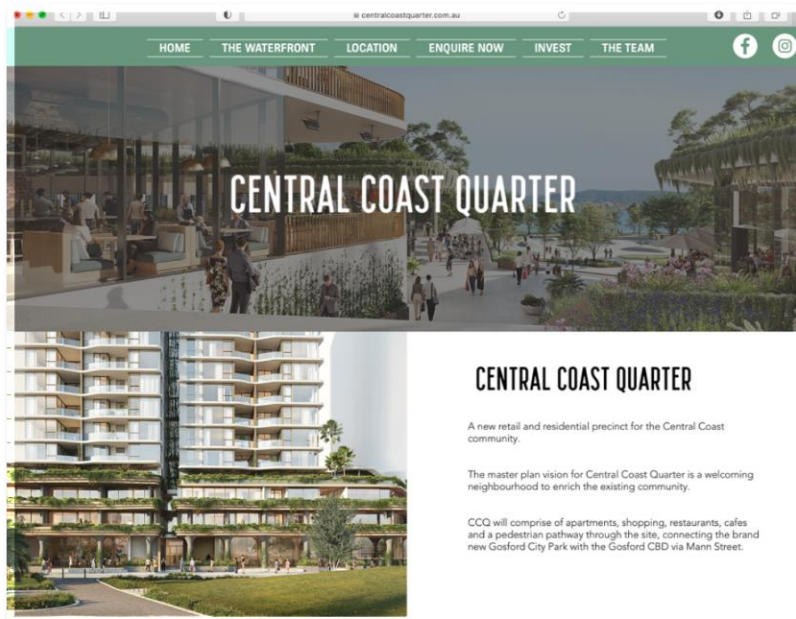 centralcoastquarter.com.au
HOME THE WATERFRONT LOCATION ENQUIRE NOW INVEST THE TEAM
CENTRAL COAST QUARTER
CENTRAL COAST QUARTER
A new retail and residential precinct for the Central Coast
community.
The master plan vision for Central Coast Quarter is a welcoming
neighbourhood to enrich the existing community.
CCQ will comprise of apartments, shopping, restaurants, cafes
and a pedestrian pathway through the site, connecting the brand
new Gosford City Park with the Gosford CBD via Mann Street.